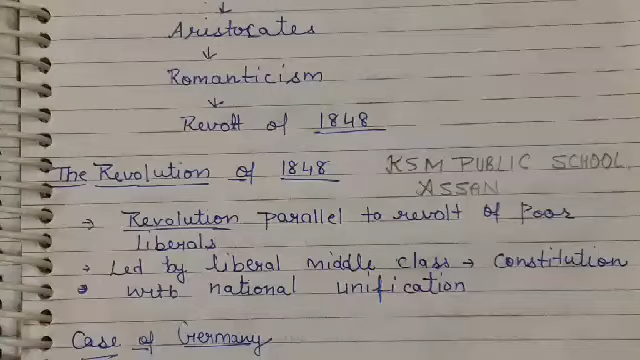 ↓
Aristocates
↓
Romanticism
↓
Revolt of 1848
The Revolution of 1848 KSM PUBLIC SCHOOL,
ASSAN
→ Revolution parallel to revolt of Poor
liberals
→ Led by liberal middle class → Constitution
• with national unification
Case of Germany